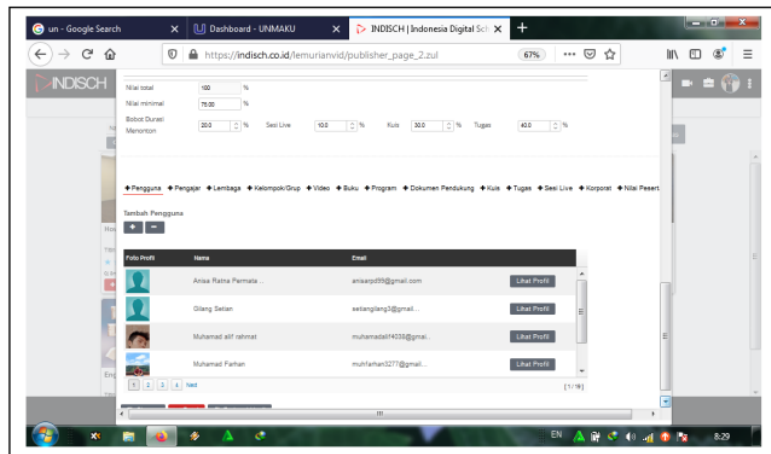 un - Google Search
Dashboard - UNMAKU
INDISCH | Indonesia Digital Sch
https://indisch.co.id/lemurianvid/publisher_page_2.zul
67%
INDISCH
Nilai total 100 %
Nilai minimal 75.00 %
Bobot Durasi Menonton 20.0 % Sesi Live 10.0 % Kuis 30.0 % Tugas 40.0 %
+Pengguna +Pengajar +Lembaga +Kelompok/Grup +Video +Buku +Program +Dokumen Pendukung +Kuis +Tugas +Sesi Live +Korporat +Nilai Pesert
Tambah Pengguna
Foto Profil Nama Email
Anisa Ratna Permata ... anisarpd99@gmail.com Lihat Profil
Gilang Setian setianglang3@gmail... Lihat Profil
Muhamad alif rahmat muhamadalif4038@gmai.. Lihat Profil
Muhamad Farhan muhfarhan3277@gmail... Lihat Profil
1 2 3 4 Next
EN
8:29